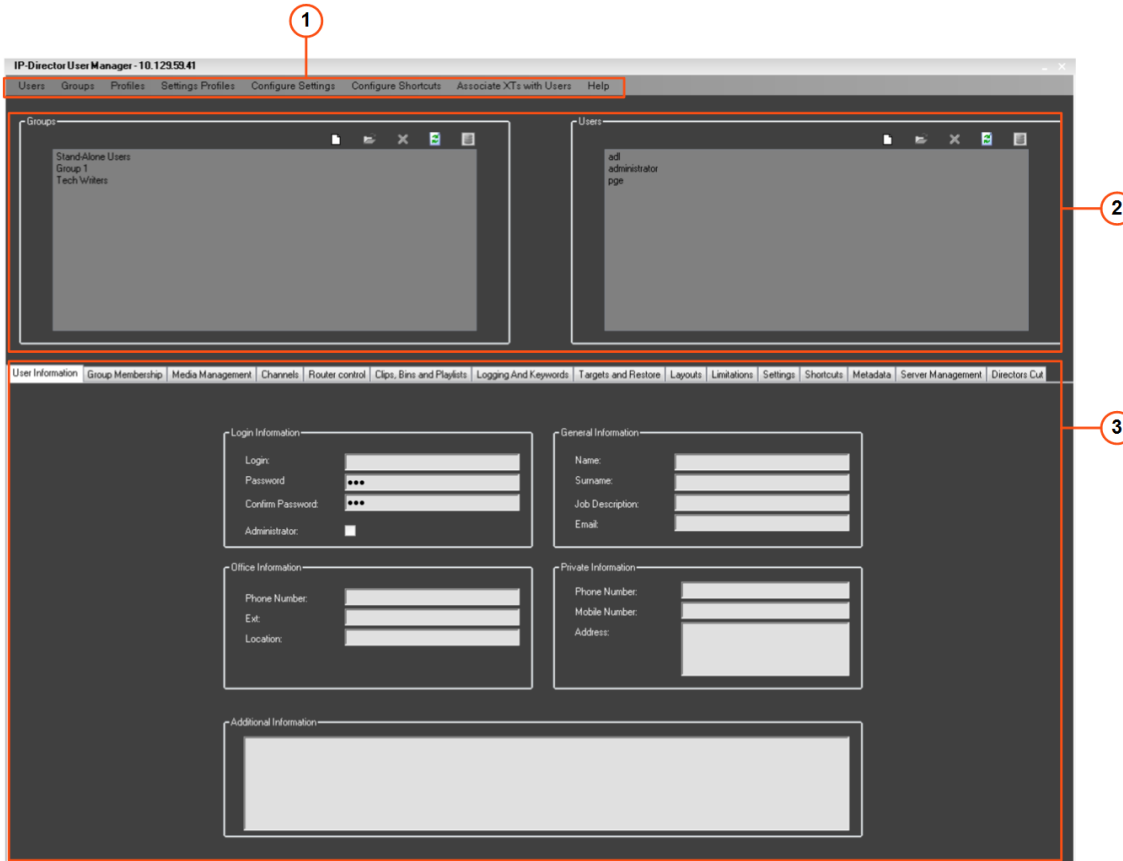 1
IP-Director User Manager - 10.129.59.41
Users Groups Profiles Settings Profiles Configure Settings Configure Shortcuts Associate XTs with Users Help
Groups
Stand-Alone Users
Group 1
Tech Writers
Users
adl
administrator
pge
2
User Information Group Membership Media Management Channels Router control Clips, Bins and Playlists Logging And Keywords Targets and Restore Layouts Limitations Settings Shortcuts Metadata Server Management Directors Cut
3
Login Information
Login:
Password
Confirm Password:
Administrator:
General Information
Name:
Surname:
Job Description:
Email:
Office Information
Phone Number:
Ext:
Location:
Private Information
Phone Number:
Mobile Number:
Address:
Additional Information